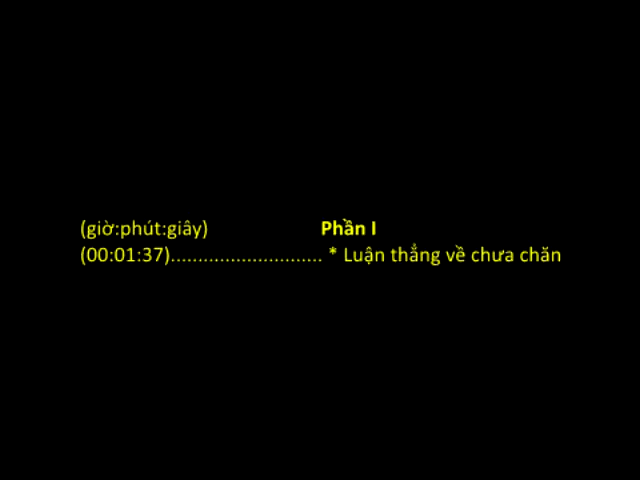 (giờ:phút:giây) Phần I
(00:01:37)............................ * Luận thẳng về chưa chăn